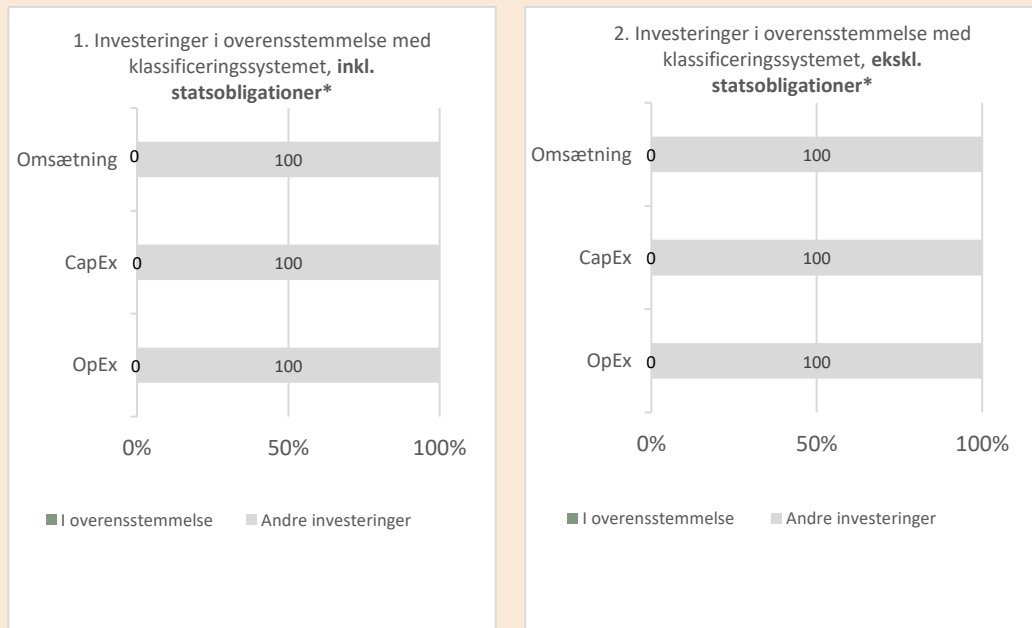 1. Investeringer i overensstemmelse med
klassificeringssystemet, inkl.
statsobligationer*
Omsætning 0 100
CapEx 0 100
OpEx 0 100
0% 50% 100%
I overensstemmelse Andre investeringer
2. Investeringer i overensstemmelse med
klassificeringssystemet, ekskl.
statsobligationer*
Omsætning 0 100
CapEx 0 100
OpEx 0 100
0% 50% 100%
I overensstemmelse Andre investeringer